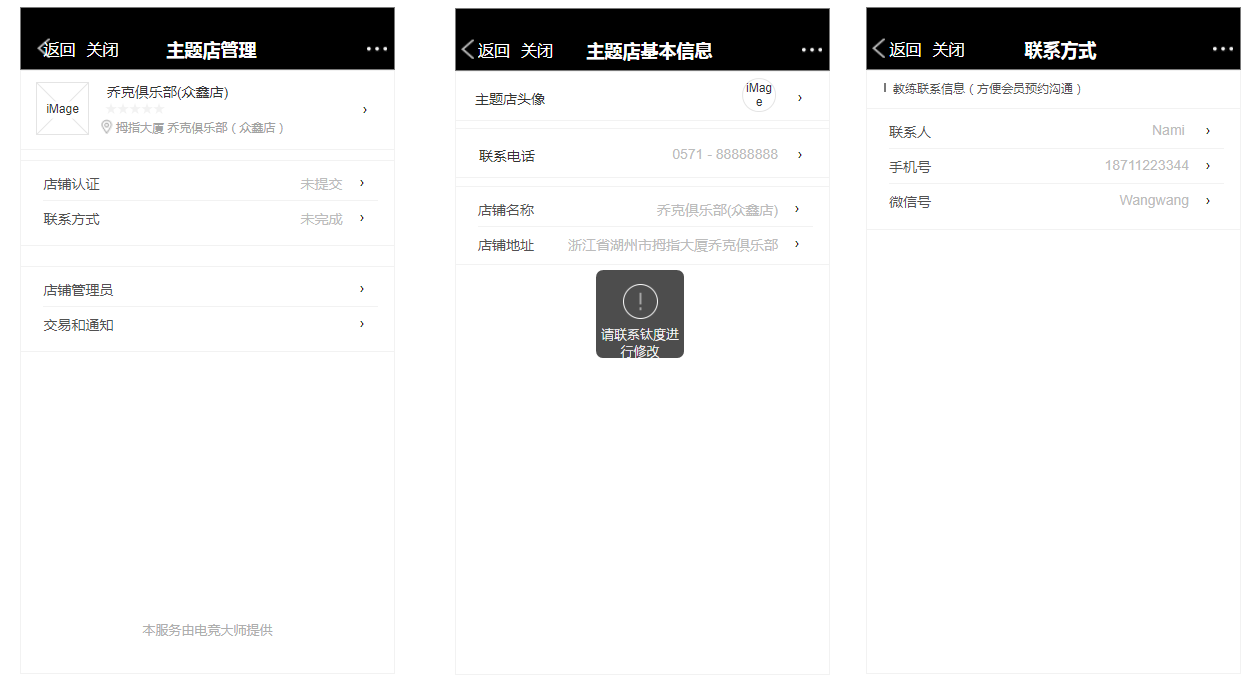 返回 关闭 主题店管理
iMage
乔克俱乐部(众鑫店)
拇指大厦 乔克俱乐部（众鑫店）
店铺认证 未提交
联系方式 未完成
店铺管理员
交易和通知
本服务由电竞大师提供
返回 关闭 主题店基本信息
主题店头像
iMag
e
联系电话 0571 - 88888888
店铺名称 乔克俱乐部(众鑫店)
店铺地址 浙江省湖州市拇指大厦乔克俱乐部
请联系钛度进
行修改
返回 关闭 联系方式
教练联系信息（方便会员预约沟通）
联系人 Nami
手机号 18711223344
微信号 Wangwang